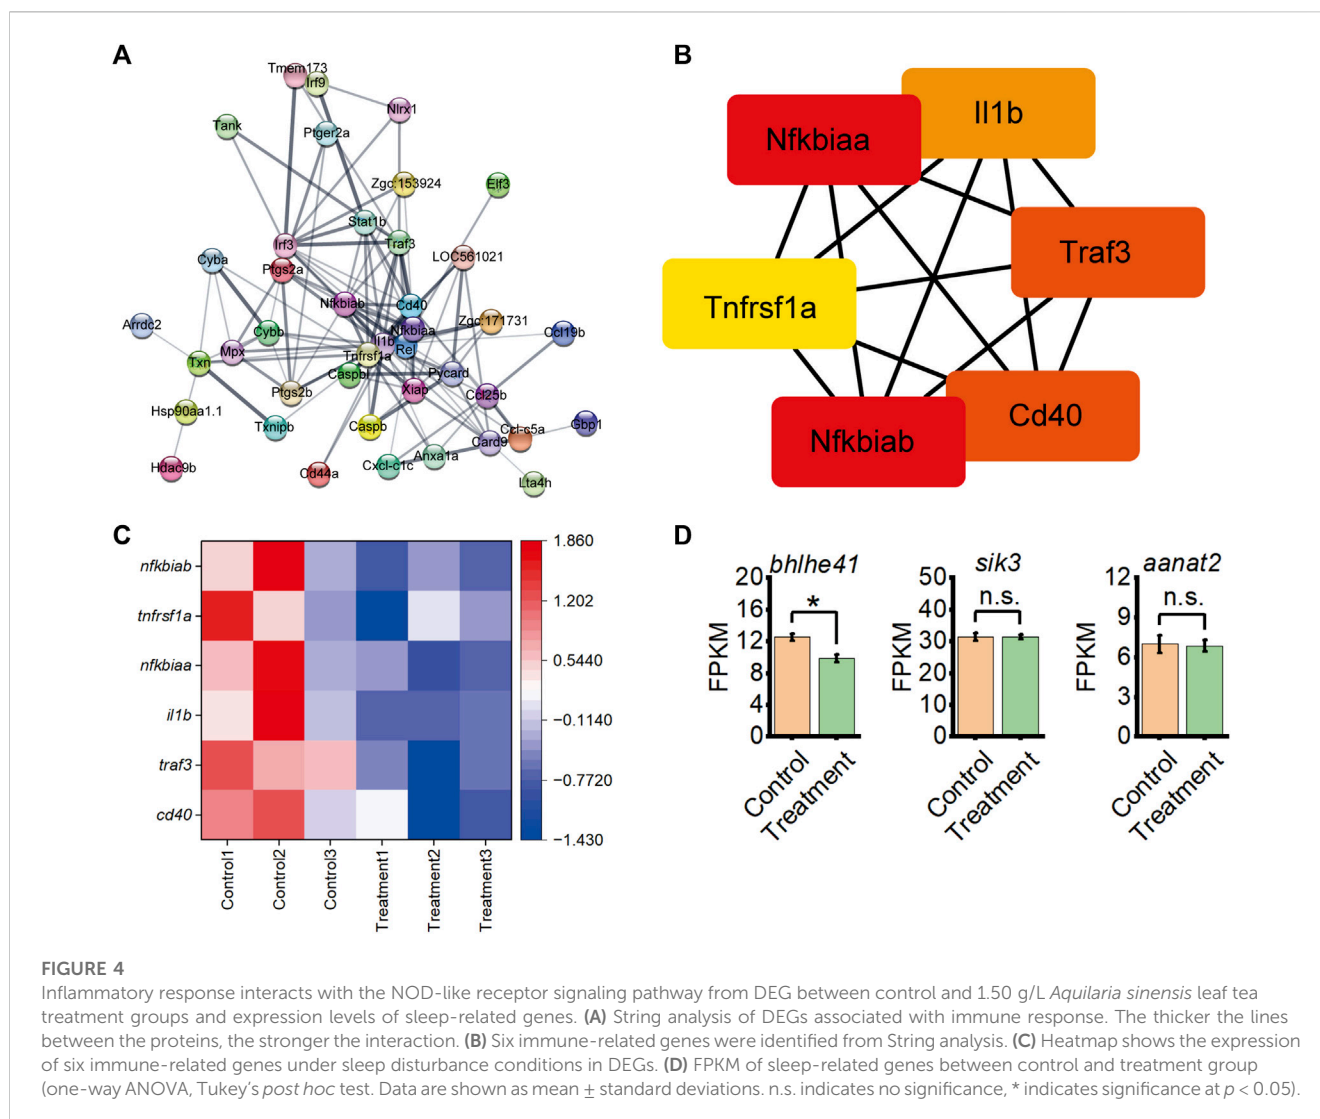 A
Tmem173
Irf9
Nlrx1
Tank
Ptger2a
Zgc:153924
Elf3
Stat1b
Irf3
Traf3
Cyba
Ptgs2a
LOC561021
Nfkbiab
Cd40
Arrdc2
Cybb
Nfkbiaa
Zgc:171731
Ccl19b
Il1b
Rel
Mpx
Tnfrsf1a
Txn
Caspbl
Pycard
Ptgs2b
Xiap
Ccl25b
Hsp90aa1.1
Txnipb
Caspb
Ccl-c5a
Gbp1
Card9
Hdac9b
Cd44a
Cxcl-c1c
Anxa1a
Lta4h
B
Nfkbiaa
Il1b
Traf3
Tnfrsf1a
Cd40
Nfkbiab
C
nfkbiab
tnfrsf1a
nfkbiaa
il1b
traf3
cd40
Control1
Control2
Control3
Treatment1
Treatment2
Treatment3
1.860
1.202
0.5440
−0.1140
−0.7720
−1.430
D
bhlhe41
FPKM
20
16
12
8
4
0
*
Control
Treatment
sik3
FPKM
50
40
30
20
10
0
n.s.
Control
Treatment
aanat2
FPKM
12
9
6
3
0
n.s.
Control
Treatment
FIGURE 4
Inflammatory response interacts with the NOD-like receptor signaling pathway from DEG between control and 1.50 g/L Aquilaria sinensis leaf tea
treatment groups and expression levels of sleep-related genes. (A) String analysis of DEGs associated with immune response. The thicker the lines
between the proteins, the stronger the interaction. (B) Six immune-related genes were identified from String analysis. (C) Heatmap shows the expression
of six immune-related genes under sleep disturbance conditions in DEGs. (D) FPKM of sleep-related genes between control and treatment group
(one-way ANOVA, Tukey's post hoc test. Data are shown as mean ± standard deviations. n.s. indicates no significance, * indicates significance at p < 0.05).